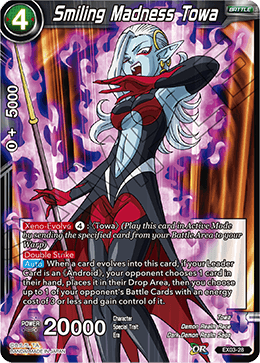 4
Smiling Madness Towa
BATTLE
0 + 5000
Xeno-Evolve 4 : 《Towa》 (Play this card in Active Mode
by sending the specified card from your Battle Area to your
Warp)
Double Strike
Auto When a card evolves into this card, if your Leader
Card is an 《Android》, your opponent chooses 1 card in
their hand, places it in their Drop Area, then you choose
up to 1 of your opponent's Battle Cards with an energy
cost of 3 or less and gain control of it.
POWER 20000
Character Towa
Special Trait Demon Realm Race
Era Dark Demon Realm Saga
EX03-28